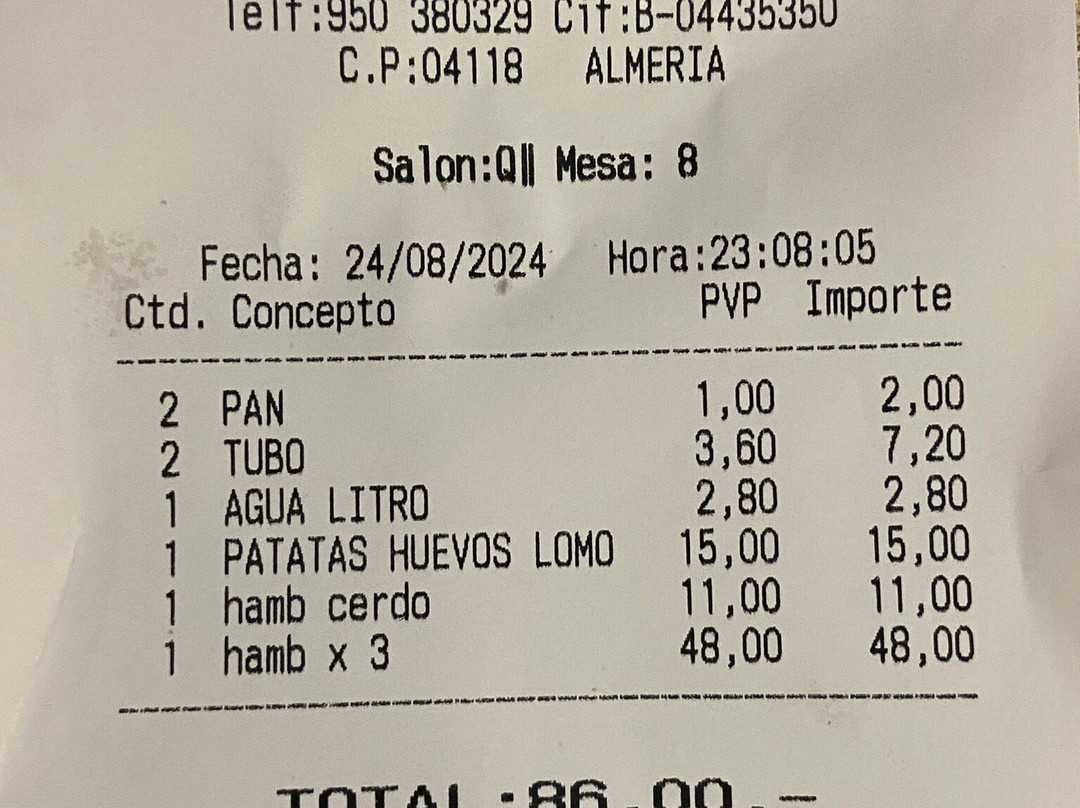 Telf:950 380329 Cif:B-04435350
C.P:04118 ALMERIA
Salon:Q|| Mesa: 8
Fecha: 24/08/2024 Hora:23:08:05
Ctd. Concepto PVP Importe
2 PAN 1,00 2,00
2 TUBO 3,60 7,20
1 AGUA LITRO 2,80 2,80
1 PATATAS HUEVOS LOMO 15,00 15,00
1 hamb cerdo 11,00 11,00
1 hamb x 3 48,00 48,00
TOTAL:86,00.-